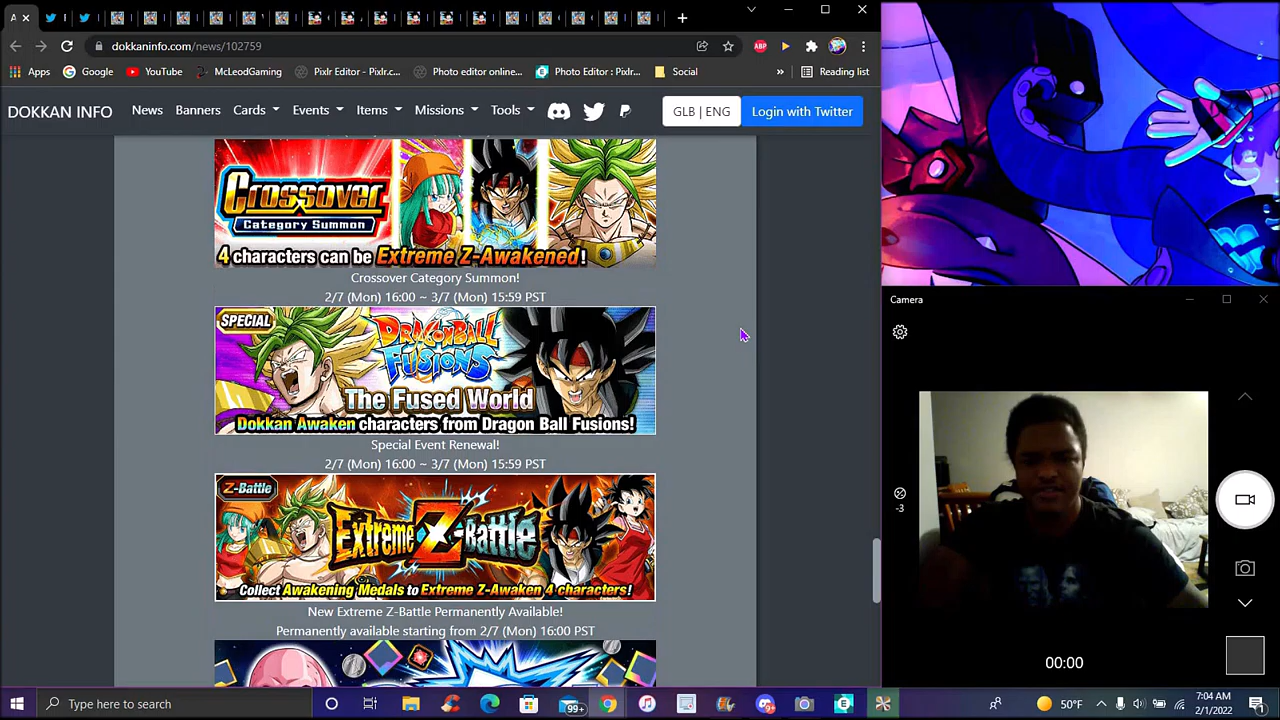 A
dokkaninfo.com/news/102759
ABP
Apps
Google
YouTube
McLeodGaming
Pixlr Editor - Pixlr.c...
Photo editor online...
Photo Editor : Pixlr...
Social
Reading list
DOKKAN INFO
News
Banners
Cards
Events
Items
Missions
Tools
GLB | ENG
Login with Twitter
Crossover
Category Summon
4 characters can be Extreme Z-Awakened!
Crossover Category Summon!
2/7 (Mon) 16:00 ~ 3/7 (Mon) 15:59 PST
SPECIAL
DRAGONBALL
FUSIONS
The Fused World
Dokkan Awaken characters from Dragon Ball Fusions!
Special Event Renewal!
2/7 (Mon) 16:00 ~ 3/7 (Mon) 15:59 PST
Z-Battle
Extreme Z-Battle
Collect Awakening Medals to Extreme Z-Awaken 4 characters!
New Extreme Z-Battle Permanently Available!
Permanently available starting from 2/7 (Mon) 16:00 PST
Camera
-3
00:00
Type here to search
99+
50°F
7:04 AM
2/1/2022
1